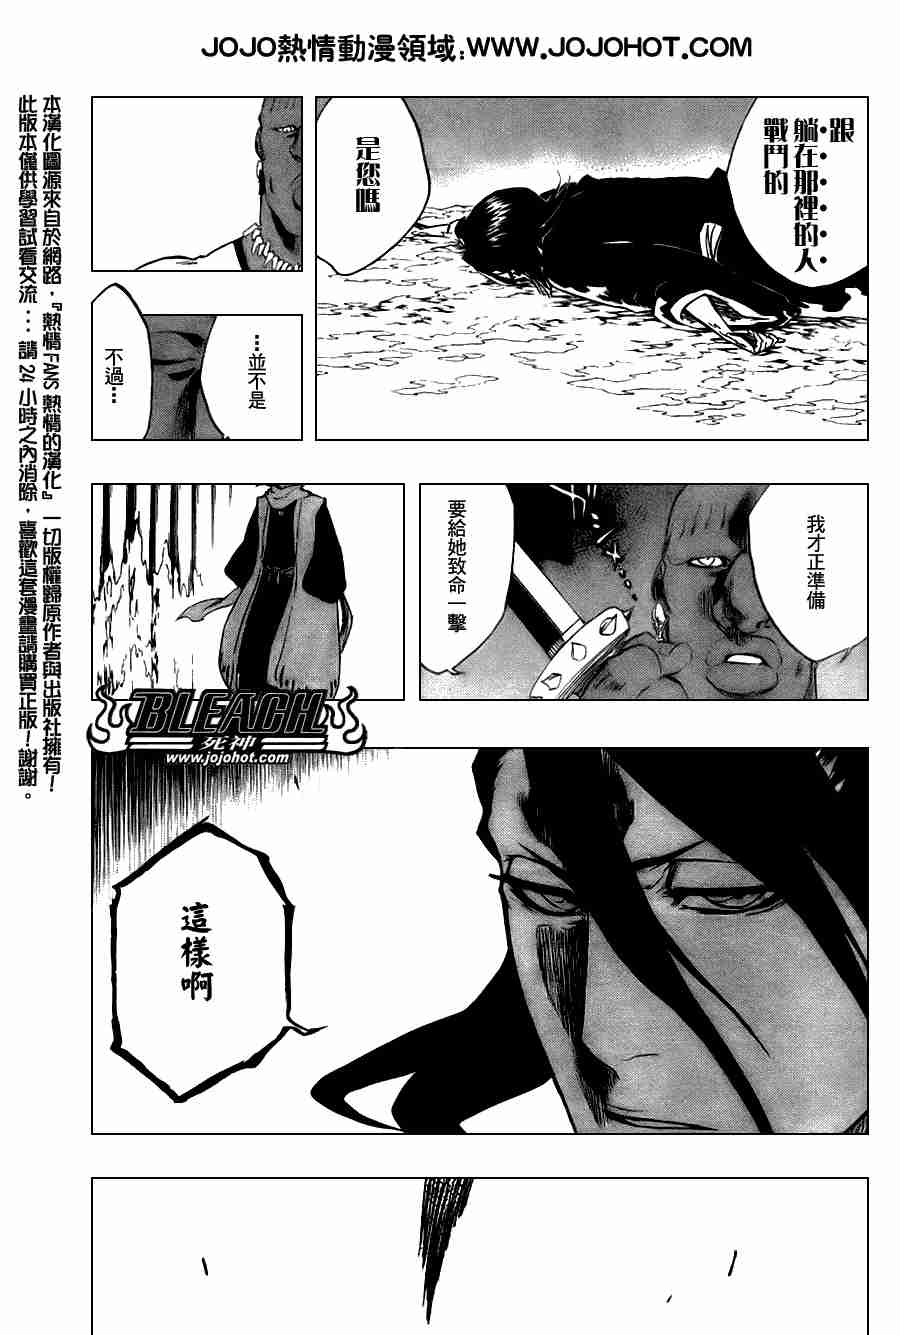 JOJO熱情動漫領域:WWW.JOJOHOT.COM
跟
躺在那裡的人
戰鬥的
是您嗎
…並不是
不過…
我才正準備
要給她致命一擊
BLEACH
死神
www.jojohot.com
這樣啊
本漢化圖源來自於網路，『熱情FANS熱情的漢化』一切版權歸原作者與出版社擁有！
此版本僅供學習試看交流…請24小時之內消除，喜歡這套漫畫請購買正版！謝謝。